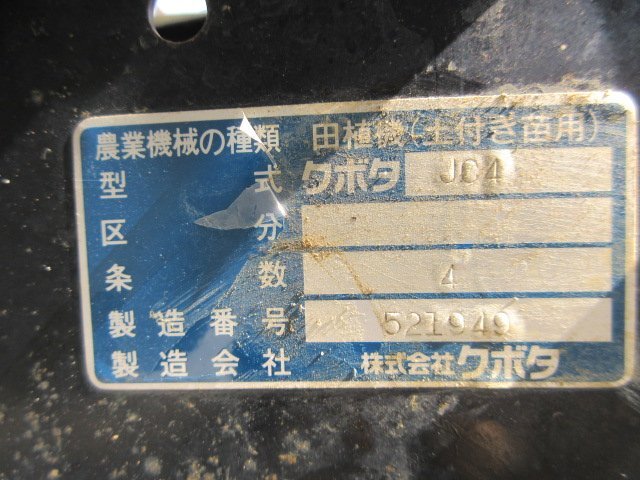 農業機械の種類 田植機(土付き苗用)
型式 クボタ JC4
区分
条数 4
製造番号 521949
製造会社 株式会社クボタ